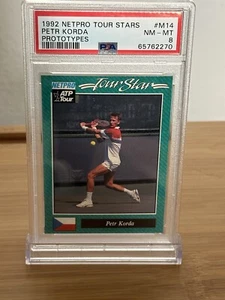 1992 NETPRO TOUR STARS #M14
PETR KORDA NM-MT
PROTOTYPES 8
PSA 65762270
NETPRO Tour Stars
ATP
Tour
Petr Korda